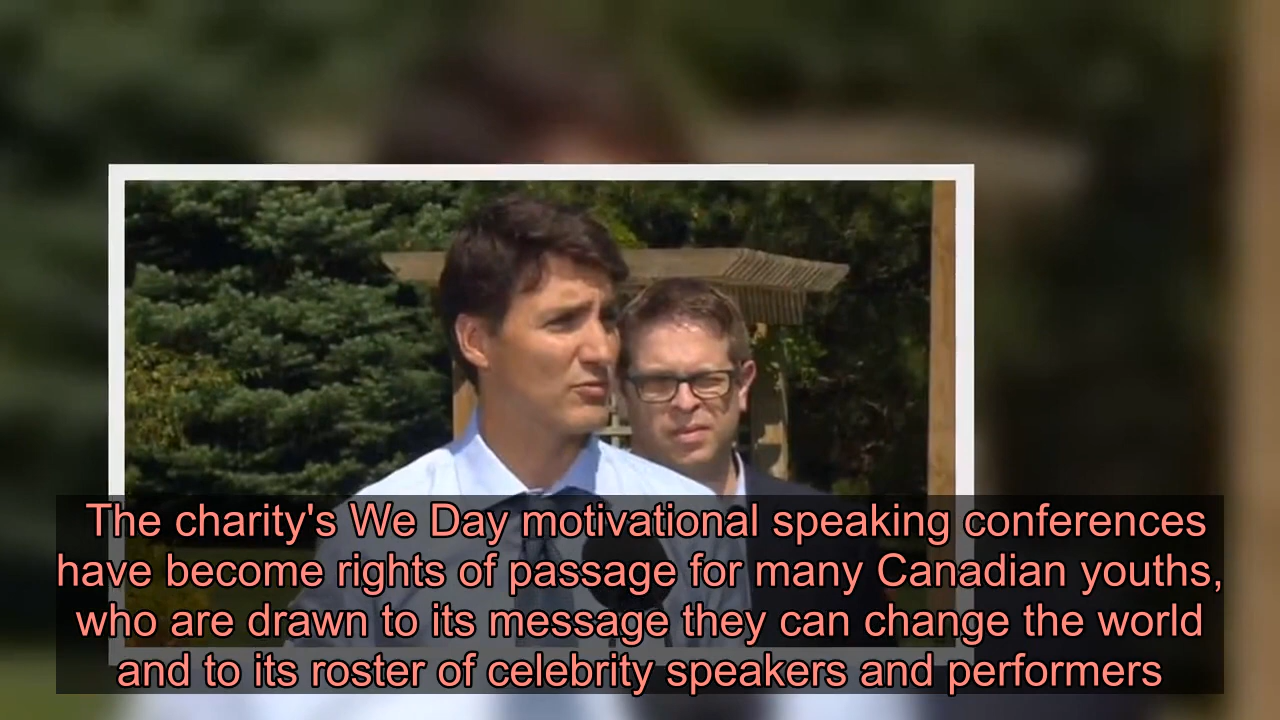 The charity's We Day motivational speaking conferences
have become rights of passage for many Canadian youths,
who are drawn to its message they can change the world
and to its roster of celebrity speakers and performers